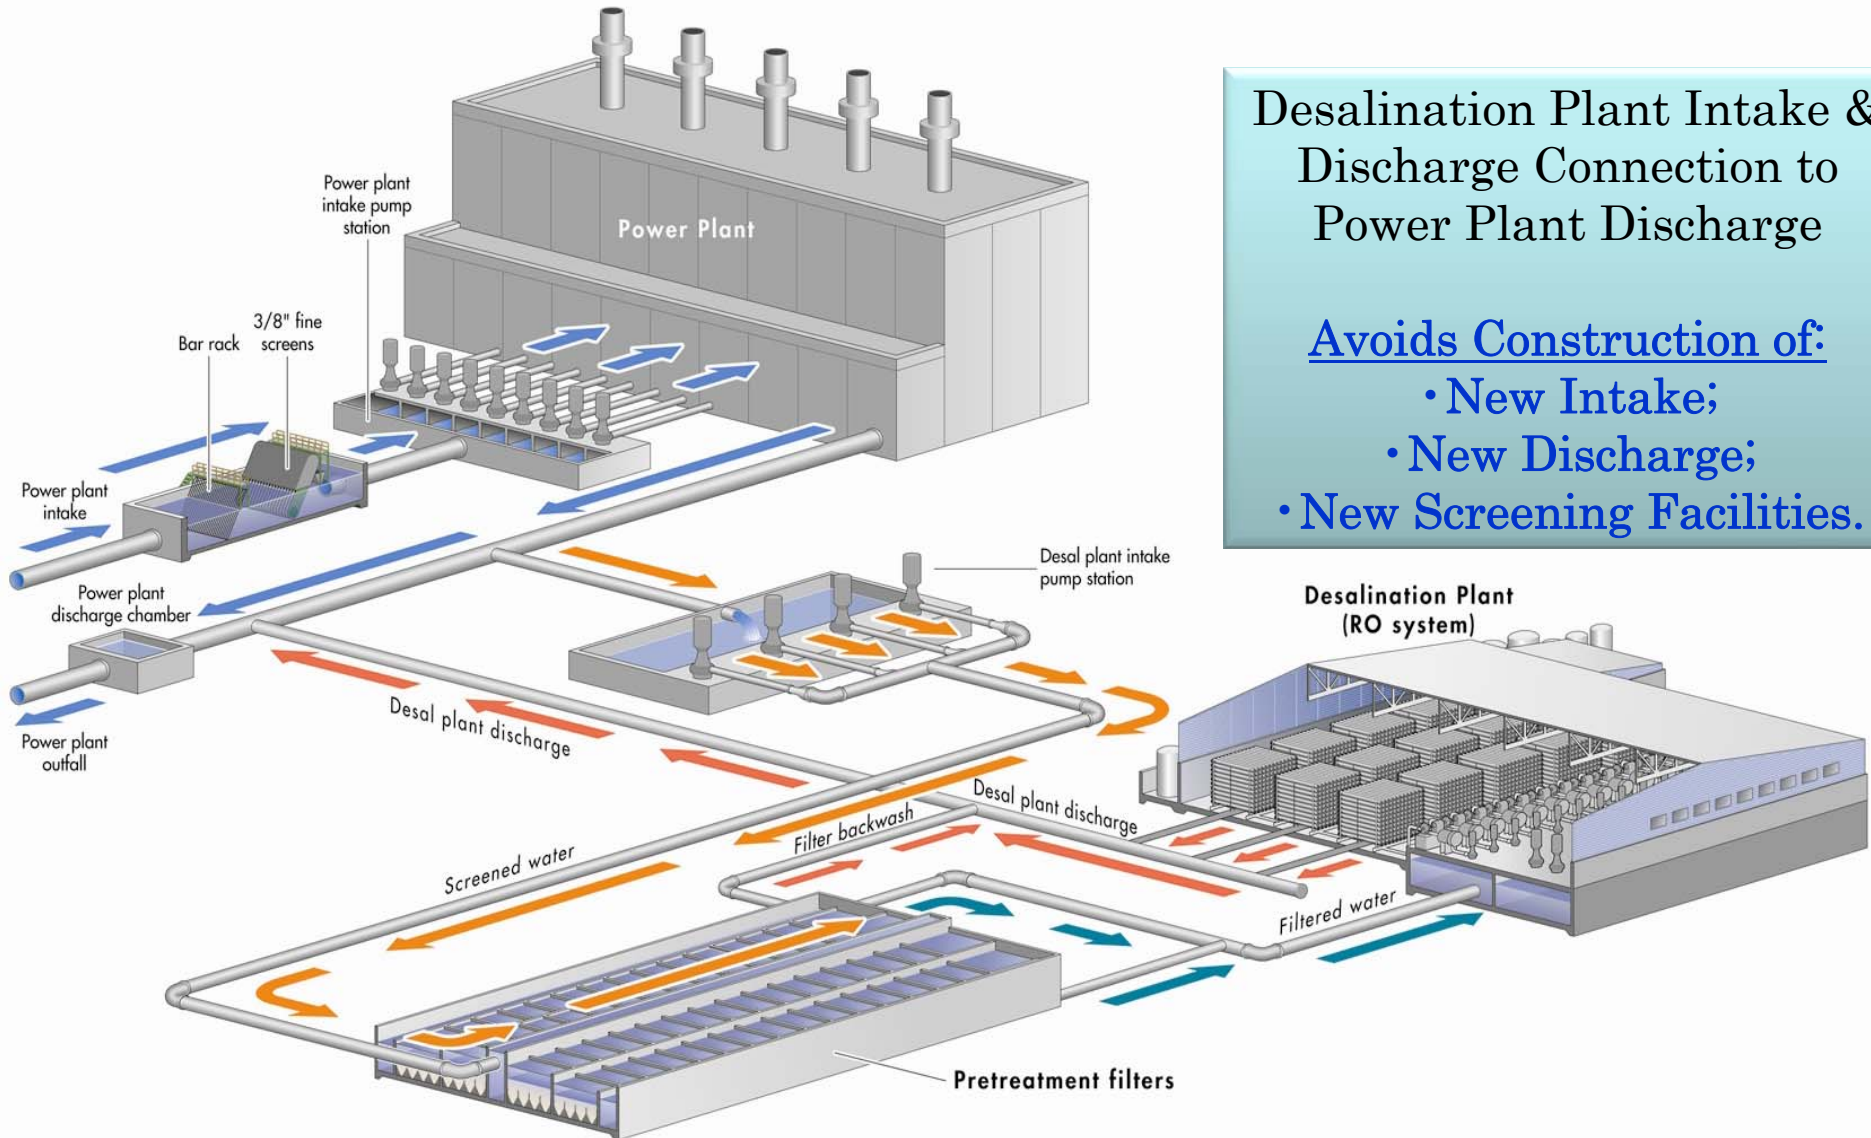 Desalination Plant Intake &
Discharge Connection to
Power Plant Discharge
Avoids Construction of:
•New Intake;
•New Discharge;
•New Screening Facilities.
Power plant
intake pump
station
Power Plant
3/8" fine
screens
Bar rack
Power plant
intake
Power plant
discharge chamber
Power plant
outfall
Desal plant intake
pump station
Desalination Plant
(RO system)
Desal plant discharge
Desal plant discharge
Filter backwash
Screened water
Filtered water
Pretreatment filters